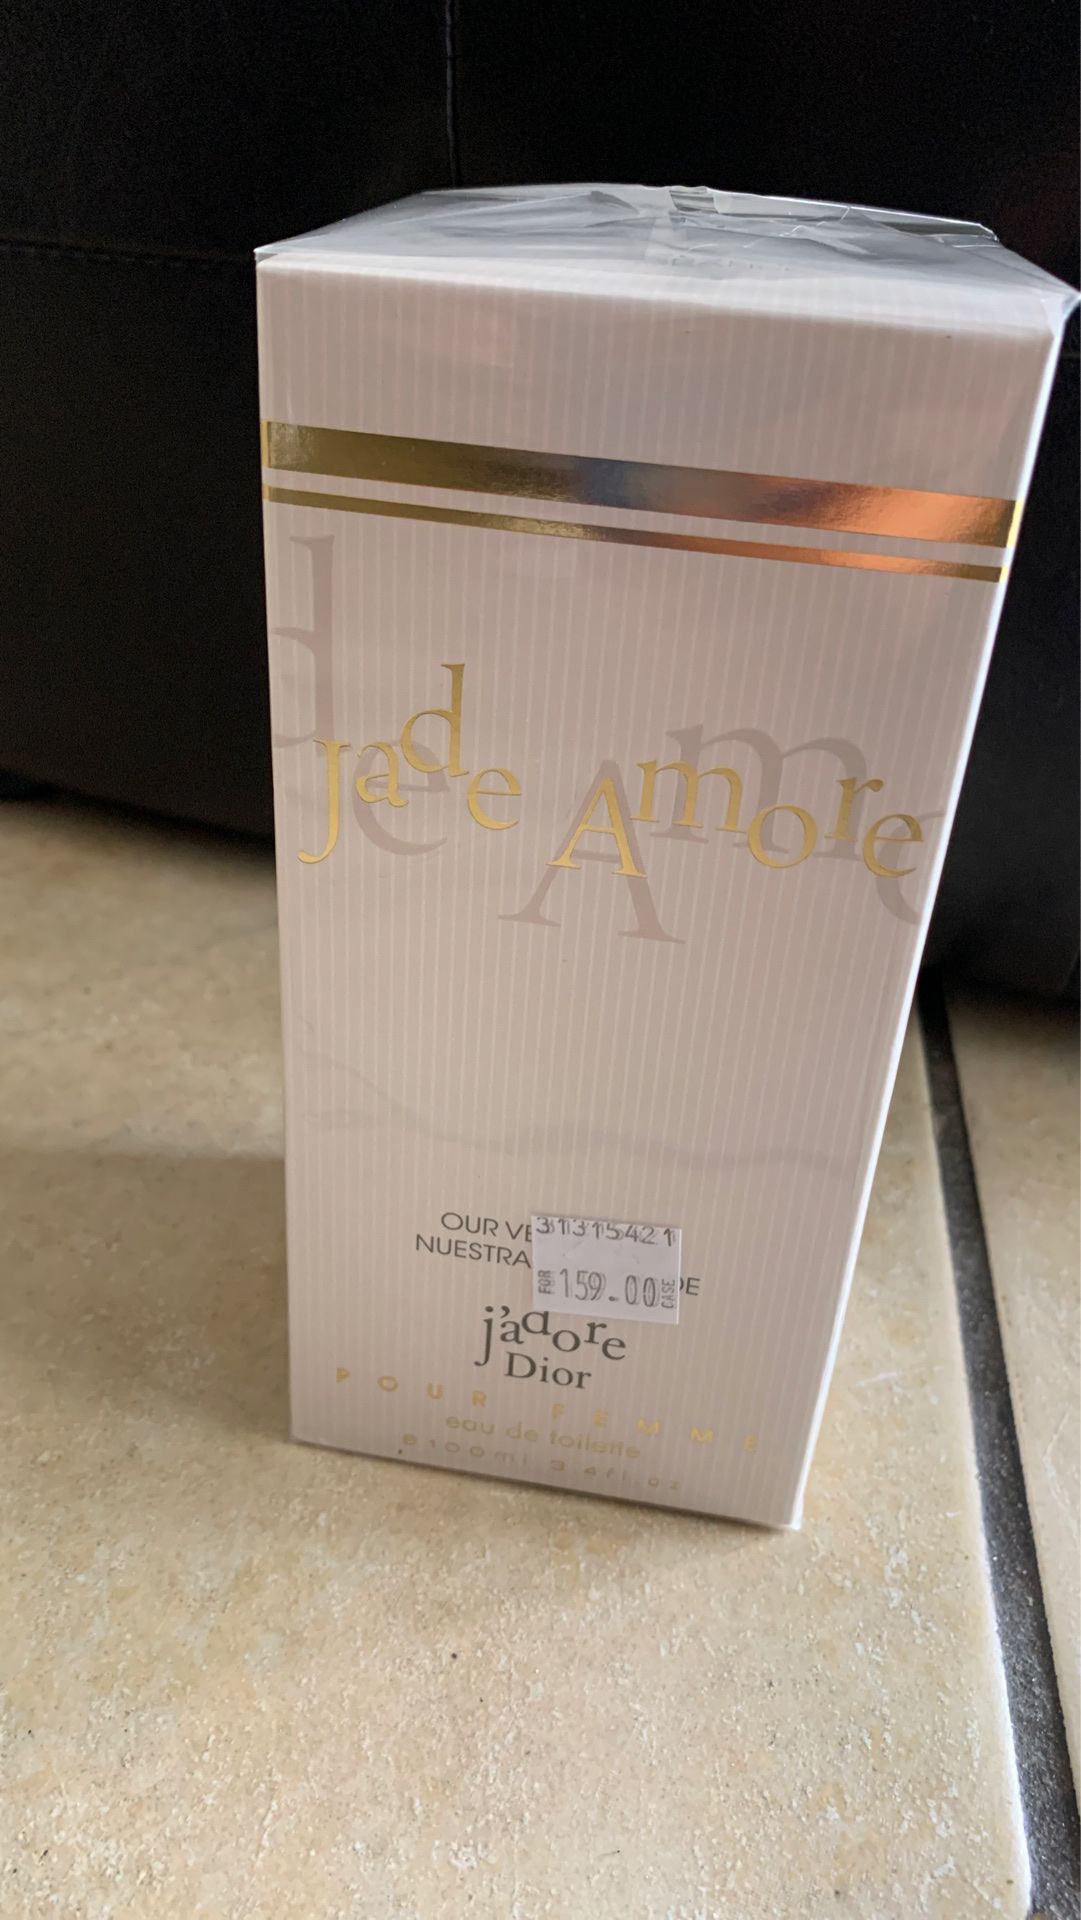 Jade Amore
OUR VE
NUESTRA DE
31315421
FOR 159.00 CASE
j'adore
Dior
POUR FEMME
eau de toilette
e 100ml 3.4fl.oz